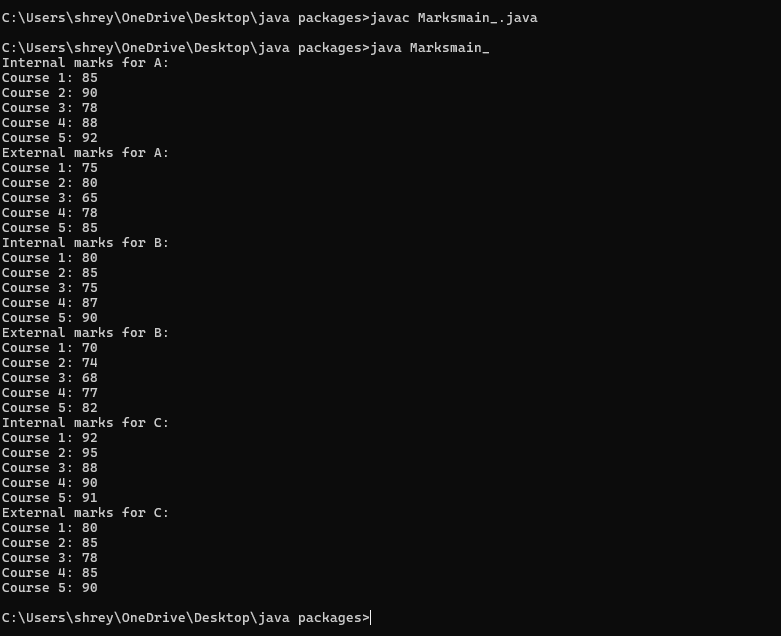 C:\Users\shrey\OneDrive\Desktop\java packages>javac Marksmain_.java
C:\Users\shrey\OneDrive\Desktop\java packages>java Marksmain_
Internal marks for A:
Course 1: 85
Course 2: 90
Course 3: 78
Course 4: 88
Course 5: 92
External marks for A:
Course 1: 75
Course 2: 80
Course 3: 65
Course 4: 78
Course 5: 85
Internal marks for B:
Course 1: 80
Course 2: 85
Course 3: 75
Course 4: 87
Course 5: 90
External marks for B:
Course 1: 70
Course 2: 74
Course 3: 68
Course 4: 77
Course 5: 82
Internal marks for C:
Course 1: 92
Course 2: 95
Course 3: 88
Course 4: 90
Course 5: 91
External marks for C:
Course 1: 80
Course 2: 85
Course 3: 78
Course 4: 85
Course 5: 90
C:\Users\shrey\OneDrive\Desktop\java packages>